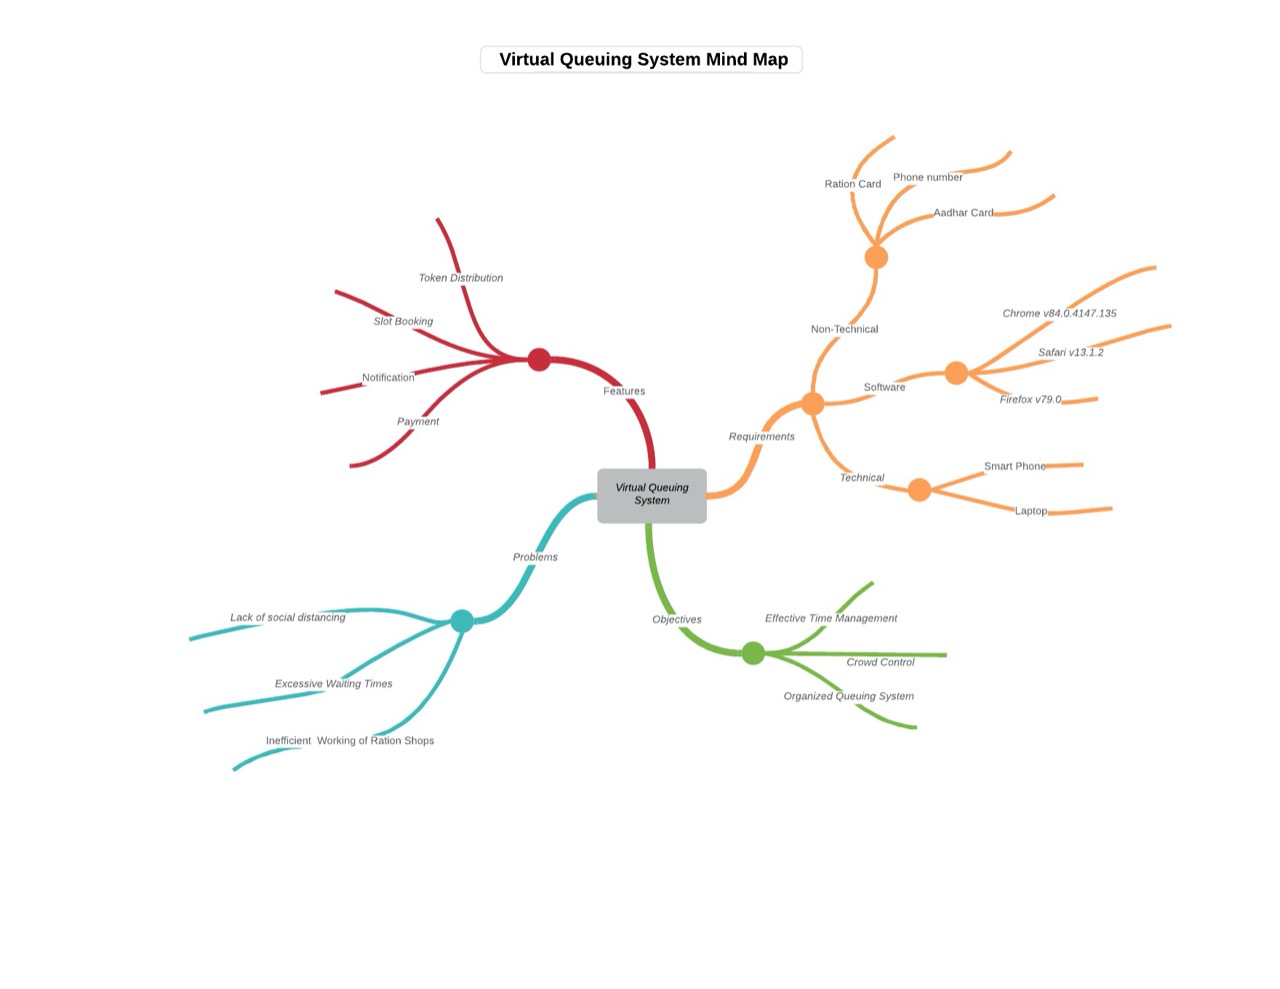 Virtual Queuing System Mind Map
Ration Card
Phone number
Aadhar Card
Non-Technical
Chrome v84.0.4147.135
Safari v13.1.2
Firefox v79.0
Software
Requirements
Technical
Smart Phone
Laptop
Token Distribution
Slot Booking
Notification
Payment
Features
Virtual Queuing
System
Problems
Lack of social distancing
Excessive Waiting Times
Inefficient  Working of Ration Shops
Objectives
Effective Time Management
Crowd Control
Organized Queuing System